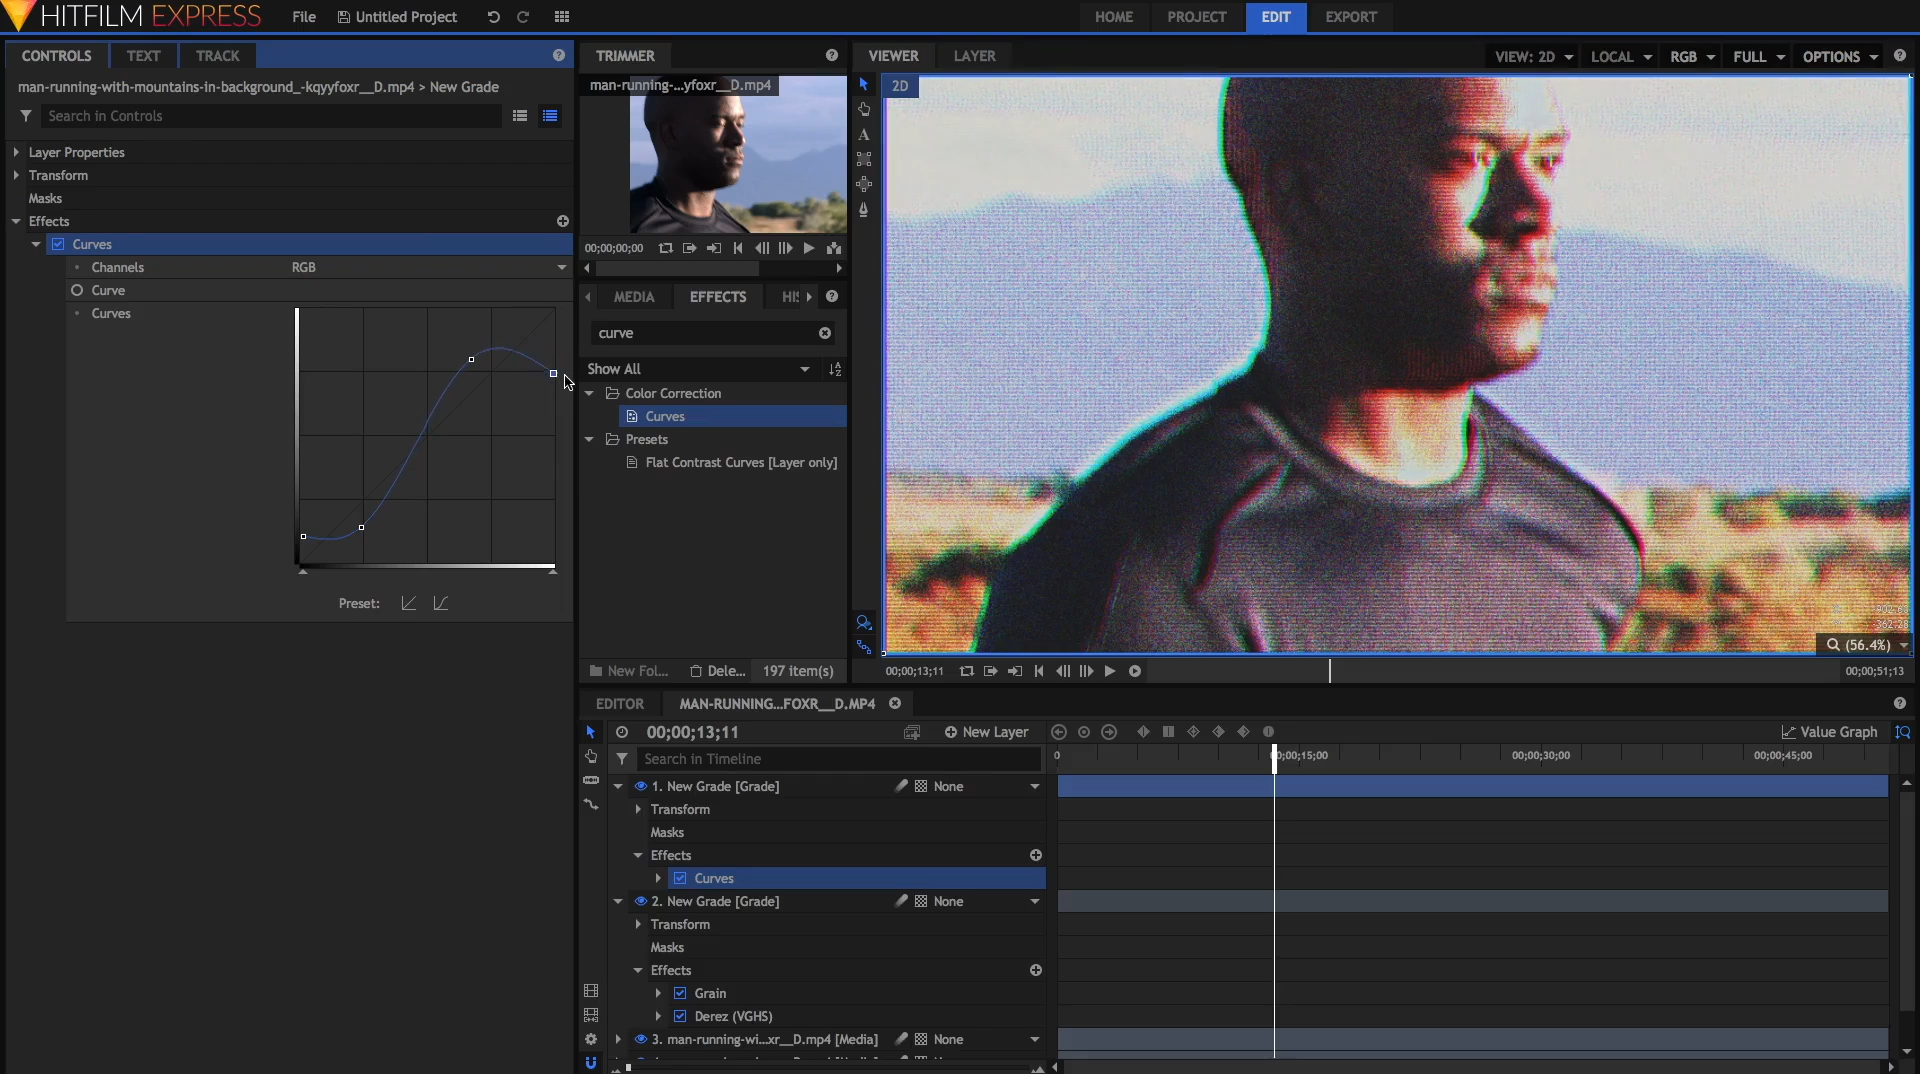 HITFILM EXPRESS
File
Untitled Project
HOME
PROJECT
EDIT
EXPORT
CONTROLS
TEXT
TRACK
man-running-with-mountains-in-background_-kqyyfoxr__D.mp4 > New Grade
Search in Controls
Layer Properties
Transform
Masks
Effects
Curves
Channels
RGB
Curve
Curves
Preset:
TRIMMER
man-running-...yfoxr__D.mp4
00;00;00;00
MEDIA
EFFECTS
HIS
curve
Show All
Color Correction
Curves
Presets
Flat Contrast Curves [Layer only]
New Fol...
Dele...
197 item(s)
VIEWER
LAYER
VIEW: 2D
LOCAL
RGB
FULL
OPTIONS
2D
(56.4%)
00;00;13;11
00;00;51;13
EDITOR
MAN-RUNNING...FOXR__D.MP4
00;00;13;11
New Layer
Value Graph
Search in Timeline
0
00;00;30;00
00;00;45;00
1. New Grade [Grade]
None
Transform
Masks
Effects
Curves
2. New Grade [Grade]
None
Transform
Masks
Effects
Grain
Derez (VGHS)
3. man-running-wi...xr__D.mp4 [Media]
None